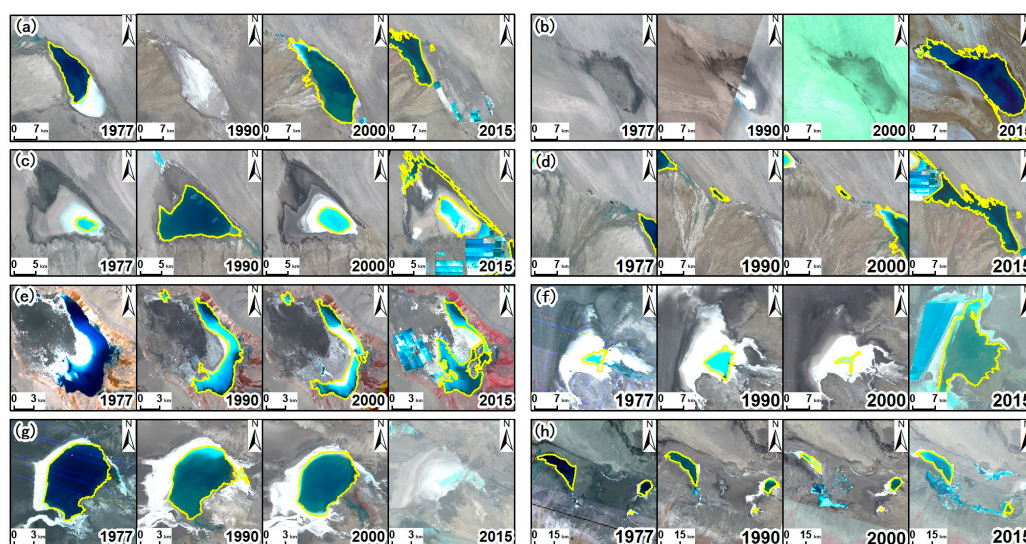 (a) N N N N
0 7 km 1977 0 7 km 1990 0 7 km 2000 0 7 km 2015
(b) N N N N
0 7 km 1977 0 7 km 1990 0 7 km 2000 0 7 km 2015
(c) N N N N
0 5 km 1977 0 5 km 1990 0 5 km 2000 0 5 km 2015
(d) N N N N
0 7 km 1977 0 7 km 1990 0 7 km 2000 0 7 km 2015
(e) N N N N
0 3 km 1977 0 3 km 1990 0 3 km 2000 0 3 km 2015
(f) N N N N
0 7 km 1977 0 7 km 1990 0 7 km 2000 0 7 km 2015
(g) N N N N
0 3 km 1977 0 3 km 1990 0 3 km 2000 0 3 km 2015
(h) N N N N
0 15 km 1977 0 15 km 1990 0 15 km 2000 0 15 km 2015